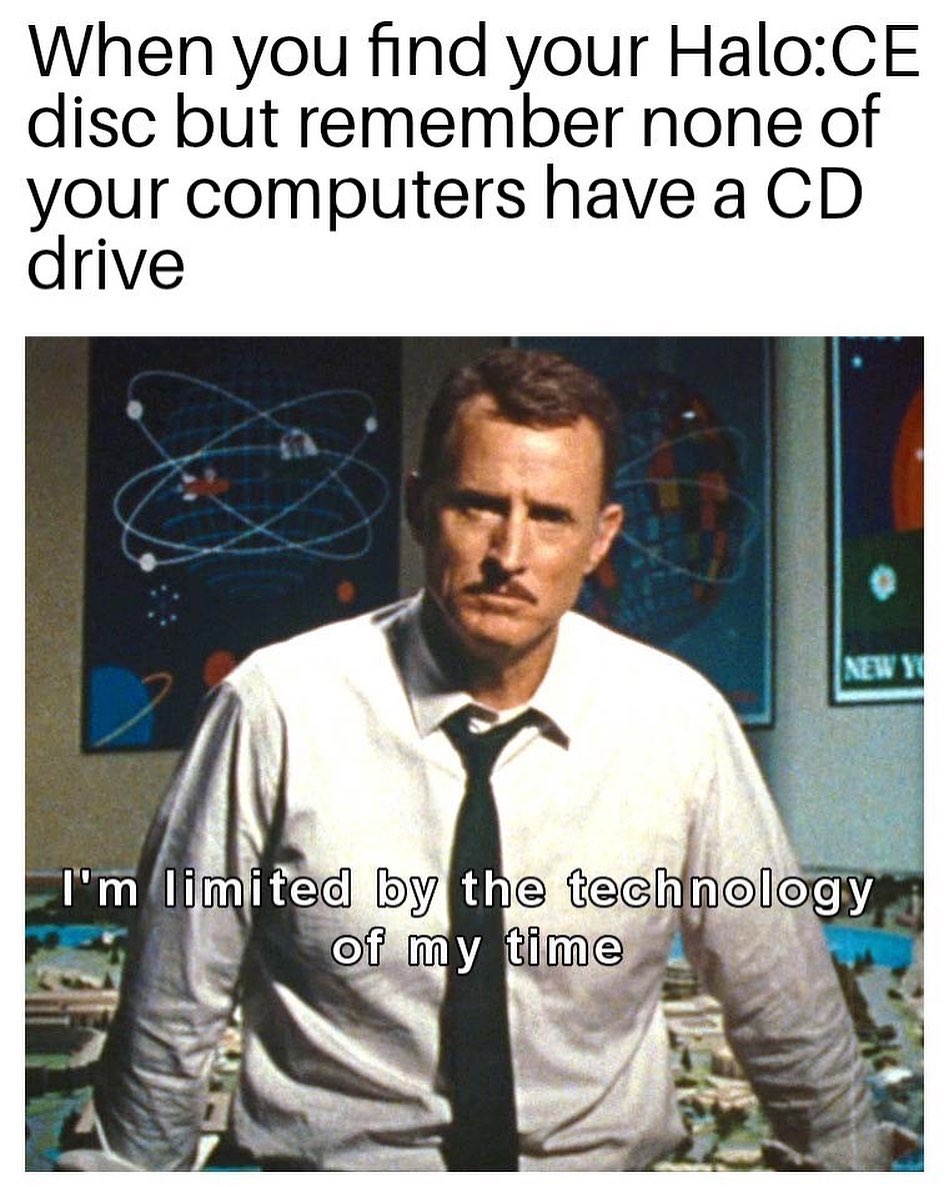 When you find your Halo:CE
disc but remember none of
your computers have a CD
drive
NEW Y
I'm limited by the technology
of my time